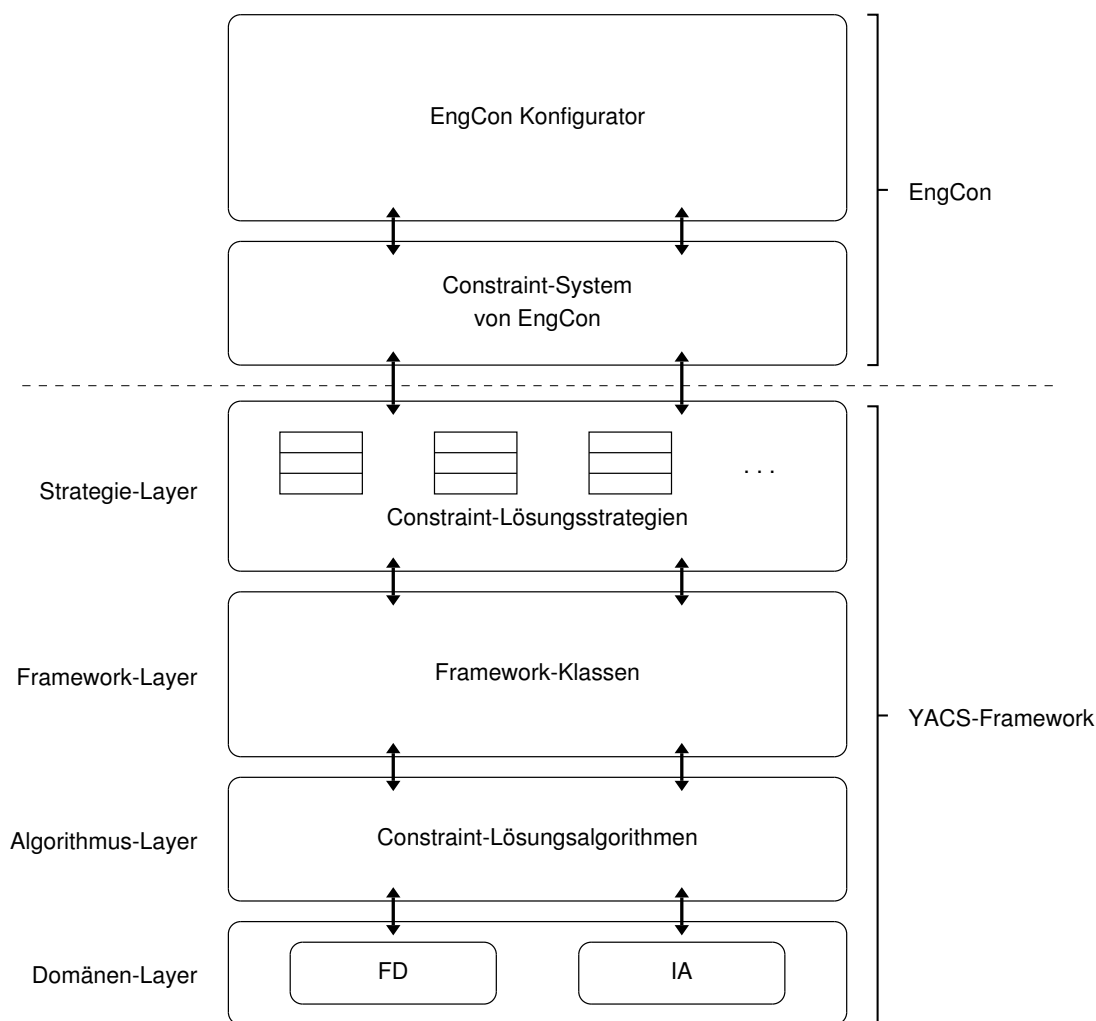 EngCon Konfigurator
EngCon
Constraint-System
von EngCon
Strategie-Layer
. . .
Constraint-Lösungsstrategien
Framework-Layer
Framework-Klassen
YACS-Framework
Algorithmus-Layer
Constraint-Lösungsalgorithmen
Domänen-Layer
FD
IA